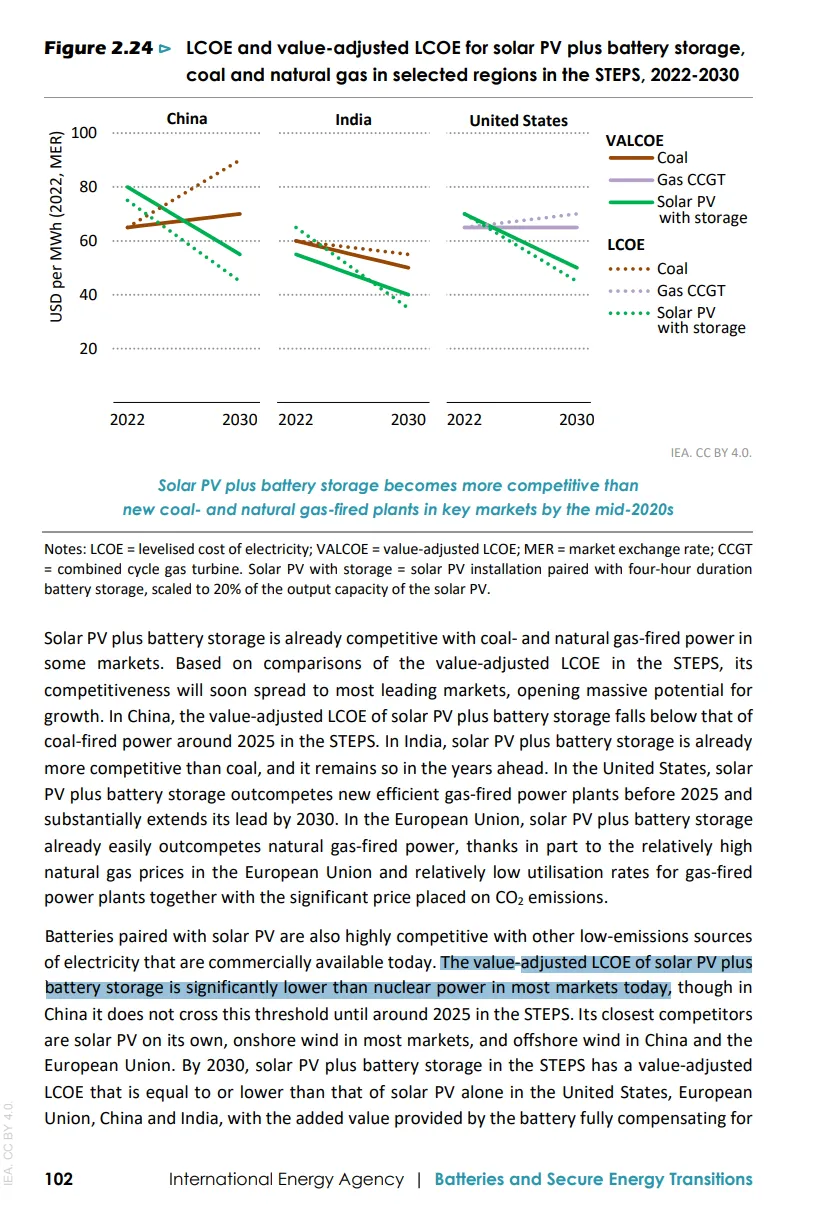 Figure 2.24 ⊳ LCOE and value-adjusted LCOE for solar PV plus battery storage,
coal and natural gas in selected regions in the STEPS, 2022-2030
China
India
United States
USD per MWh (2022, MER)
100
80
60
40
20
2022
2030
2022
2030
2022
2030
VALCOE
Coal
Gas CCGT
Solar PV
with storage
LCOE
Coal
Gas CCGT
Solar PV
with storage
IEA. CC BY 4.0.
Solar PV plus battery storage becomes more competitive than
new coal- and natural gas-fired plants in key markets by the mid-2020s
Notes: LCOE = levelised cost of electricity; VALCOE = value-adjusted LCOE; MER = market exchange rate; CCGT
= combined cycle gas turbine. Solar PV with storage = solar PV installation paired with four-hour duration
battery storage, scaled to 20% of the output capacity of the solar PV.
Solar PV plus battery storage is already competitive with coal- and natural gas-fired power in
some markets. Based on comparisons of the value-adjusted LCOE in the STEPS, its
competitiveness will soon spread to most leading markets, opening massive potential for
growth. In China, the value-adjusted LCOE of solar PV plus battery storage falls below that of
coal-fired power around 2025 in the STEPS. In India, solar PV plus battery storage is already
more competitive than coal, and it remains so in the years ahead. In the United States, solar
PV plus battery storage outcompetes new efficient gas-fired power plants before 2025 and
substantially extends its lead by 2030. In the European Union, solar PV plus battery storage
already easily outcompetes natural gas-fired power, thanks in part to the relatively high
natural gas prices in the European Union and relatively low utilisation rates for gas-fired
power plants together with the significant price placed on CO₂ emissions.
Batteries paired with solar PV are also highly competitive with other low-emissions sources
of electricity that are commercially available today. The value-adjusted LCOE of solar PV plus
battery storage is significantly lower than nuclear power in most markets today, though in
China it does not cross this threshold until around 2025 in the STEPS. Its closest competitors
are solar PV on its own, onshore wind in most markets, and offshore wind in China and the
European Union. By 2030, solar PV plus battery storage in the STEPS has a value-adjusted
LCOE that is equal to or lower than that of solar PV alone in the United States, European
Union, China and India, with the added value provided by the battery fully compensating for
IEA. CC BY 4.0.
102 International Energy Agency | Batteries and Secure Energy Transitions